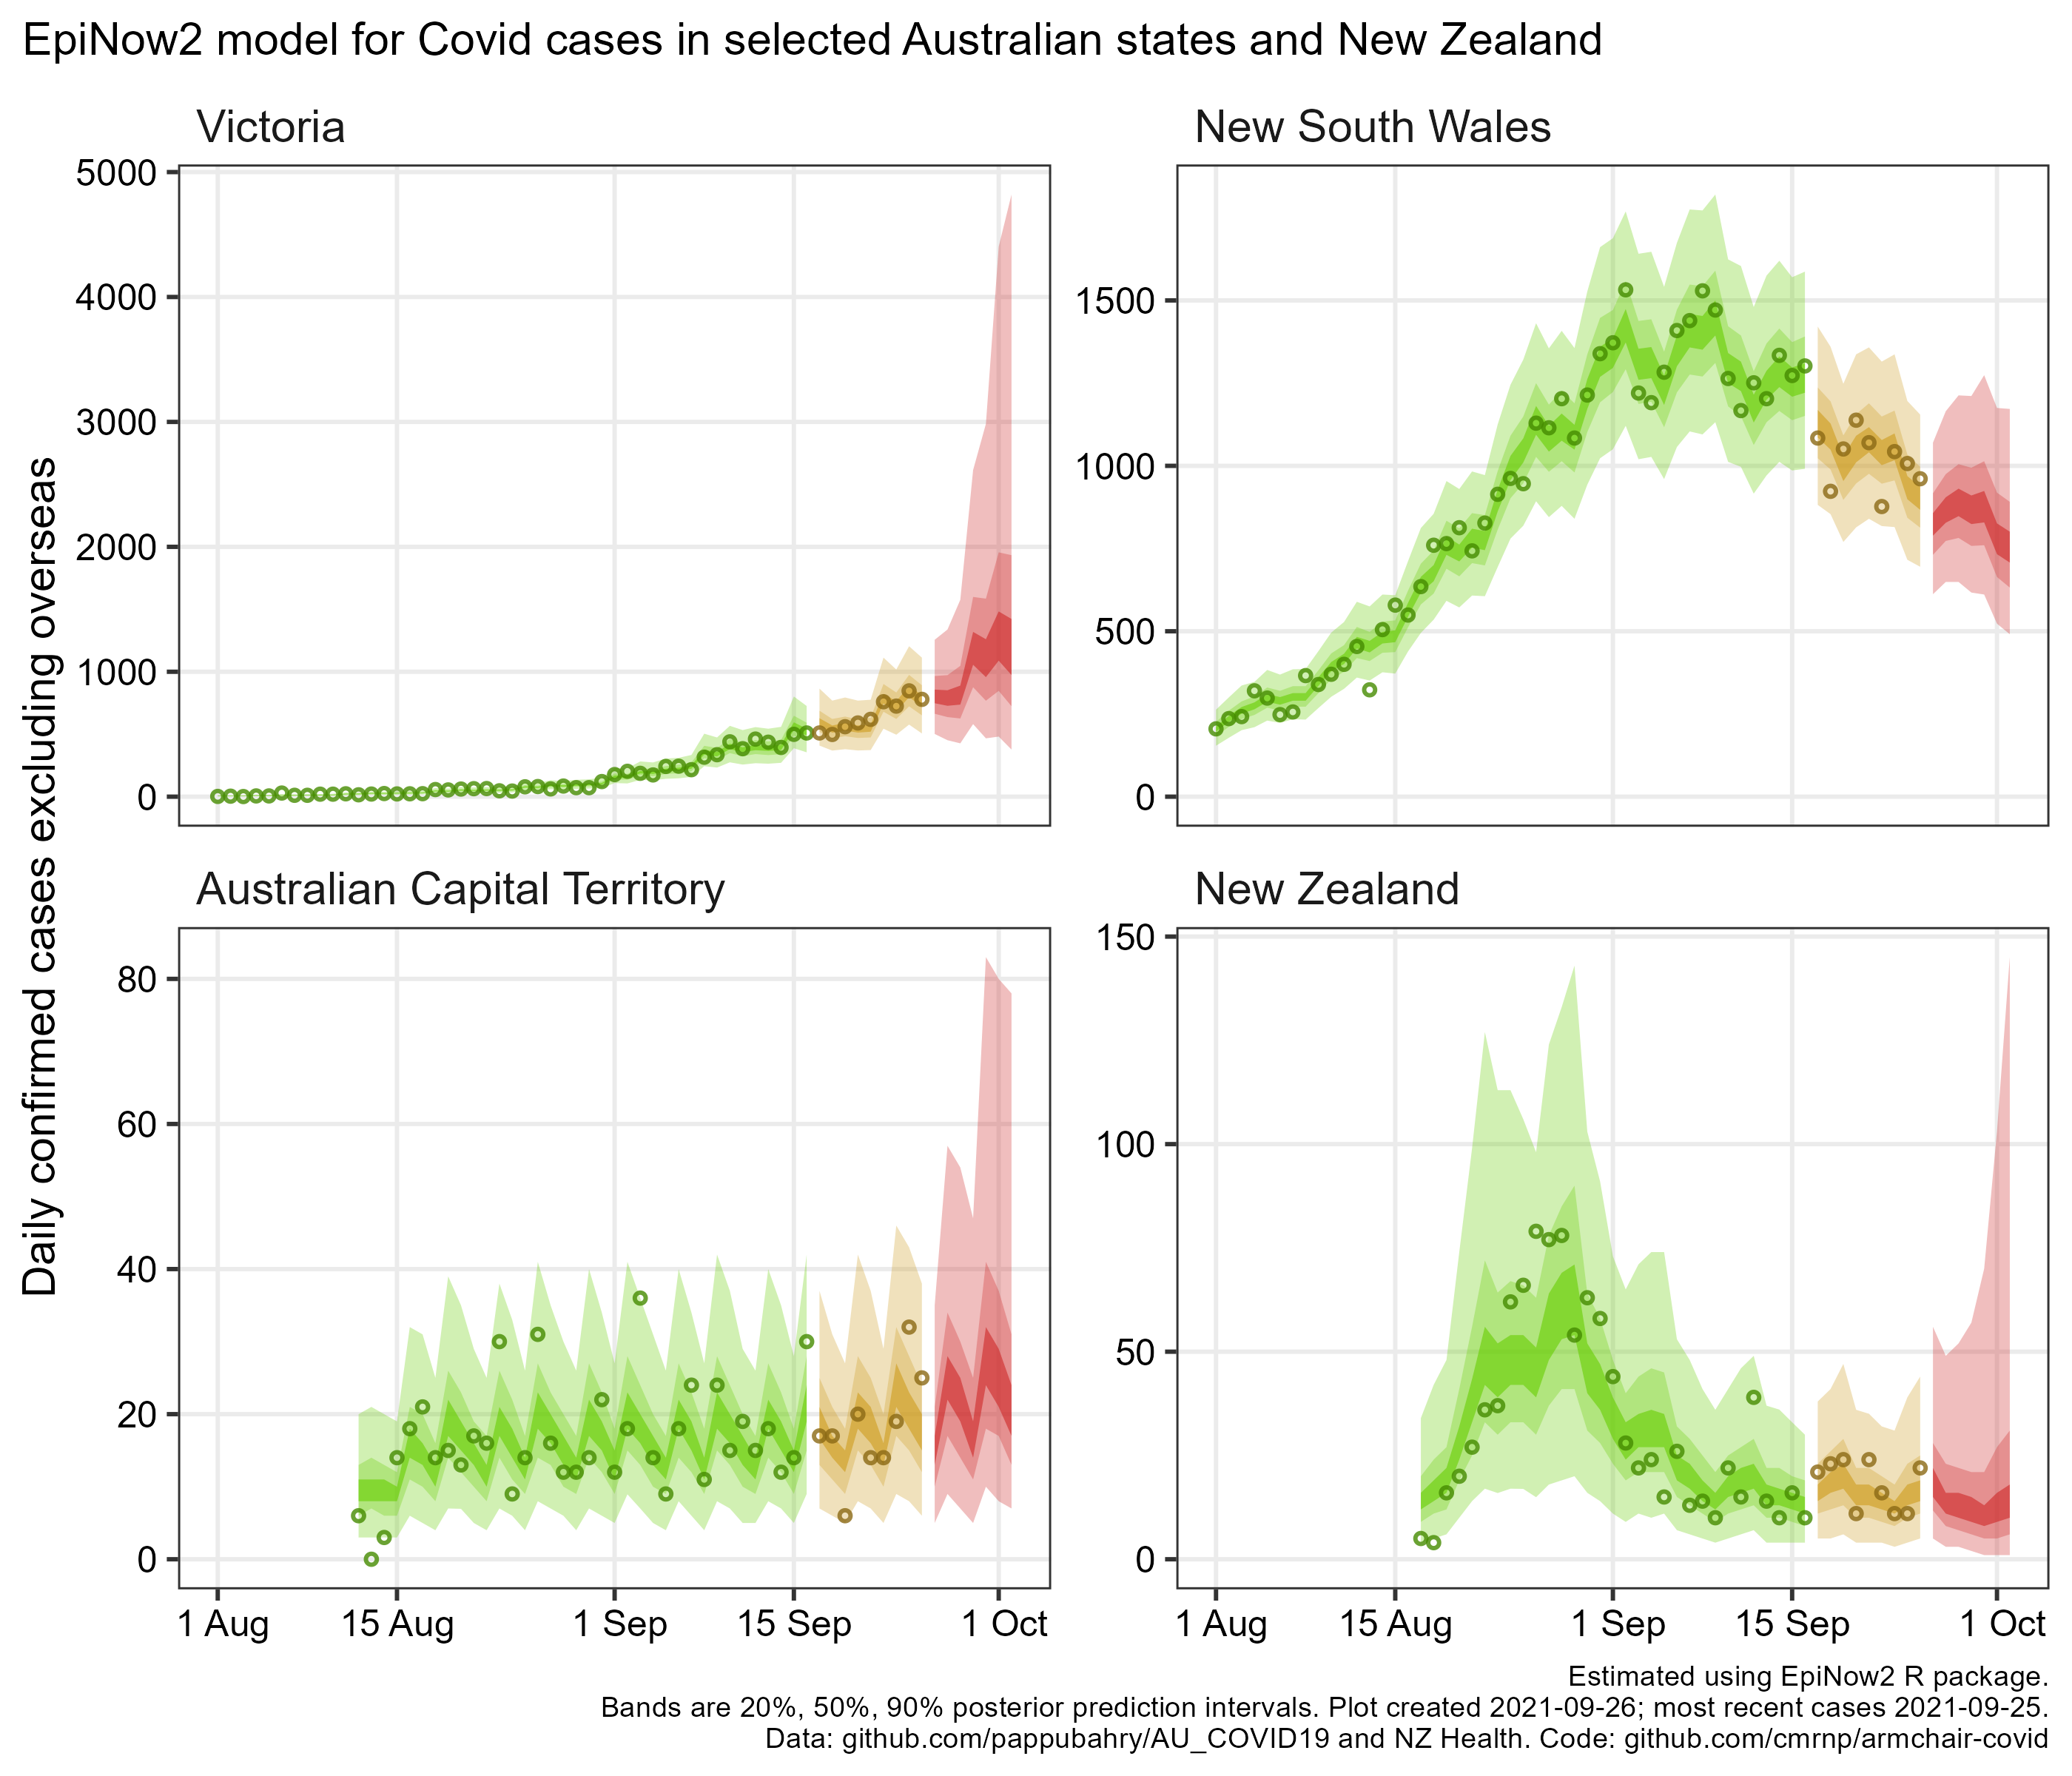 EpiNow2 model for Covid cases in selected Australian states and New Zealand
Daily confirmed cases excluding overseas
Victoria
5000
4000
3000
2000
1000
0
New South Wales
1500
1000
500
0
Australian Capital Territory
80
60
40
20
0
1 Aug 15 Aug 1 Sep 15 Sep 1 Oct
New Zealand
150
100
50
0
1 Aug 15 Aug 1 Sep 15 Sep 1 Oct
Estimated using EpiNow2 R package.
Bands are 20%, 50%, 90% posterior prediction intervals. Plot created 2021-09-26; most recent cases 2021-09-25.
Data: github.com/pappubahry/AU_COVID19 and NZ Health. Code: github.com/cmrnp/armchair-covid